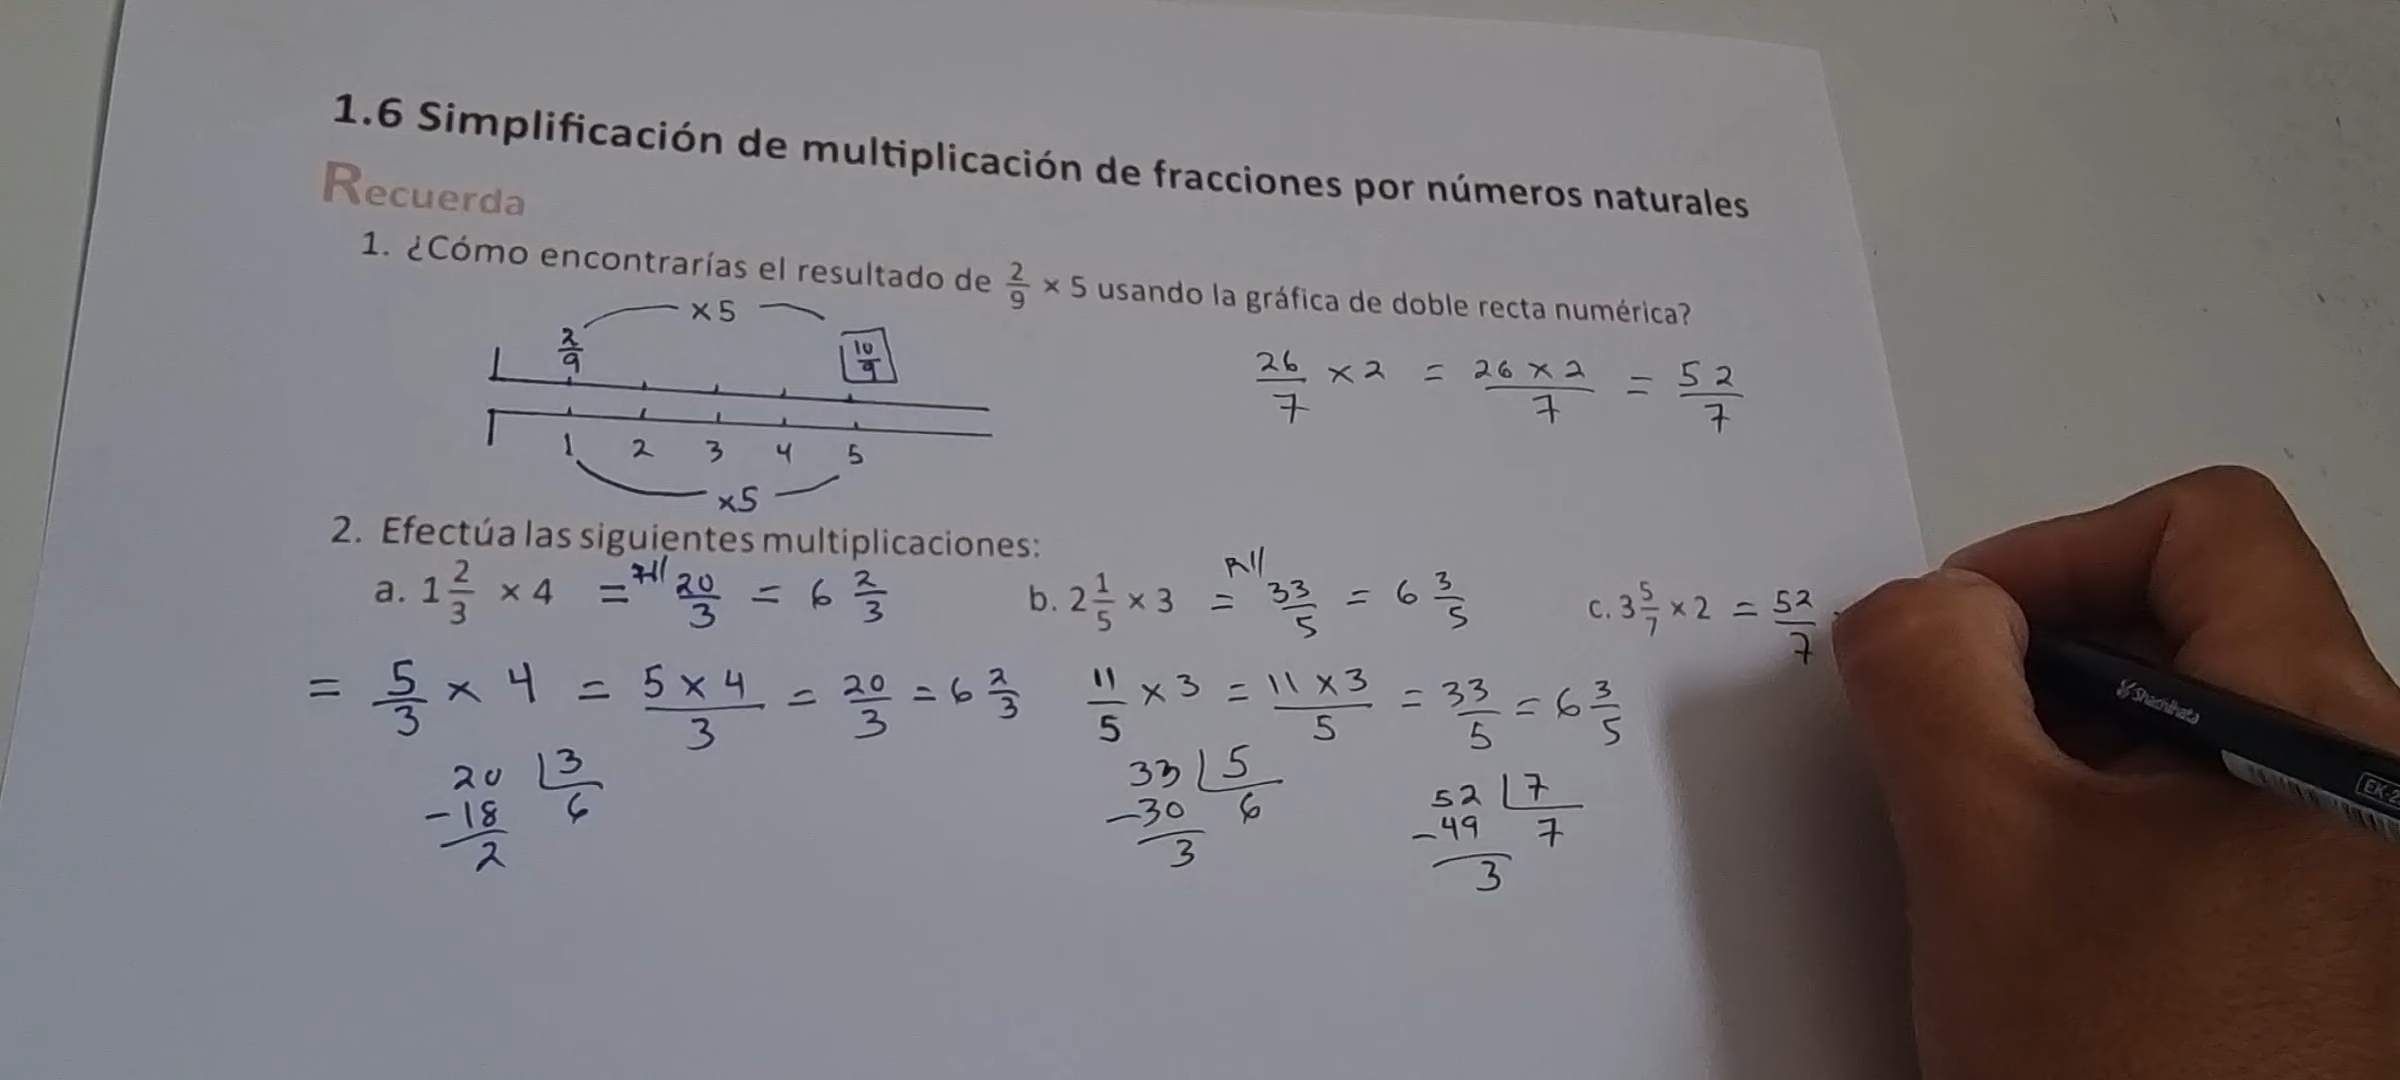 1.6 Simplificación de multiplicación de fracciones por números naturales
Recuerda
1. ¿Cómo encontrarías el resultado de 2/9 × 5 usando la gráfica de doble recta numérica?
×5
2/9 10/9
1 2 3 4 5
×5
26/7 × 2 = 26 × 2/7 = 52/7
2. Efectúa las siguientes multiplicaciones:
a. 1 2/3 × 4 = 20/3 = 6 2/3
= 5/3 × 4 = 5 × 4/3 = 20/3 = 6 2/3
20 3
-18 6
2
b. 2 1/5 × 3 = R// 33/5 = 6 3/5
11/5 × 3 = 11 × 3/5 = 33/5 = 6 3/5
33 5
-30 6
3
c. 3 5/7 × 2 = 52/7
52 7
-49 7
3
Shachihata